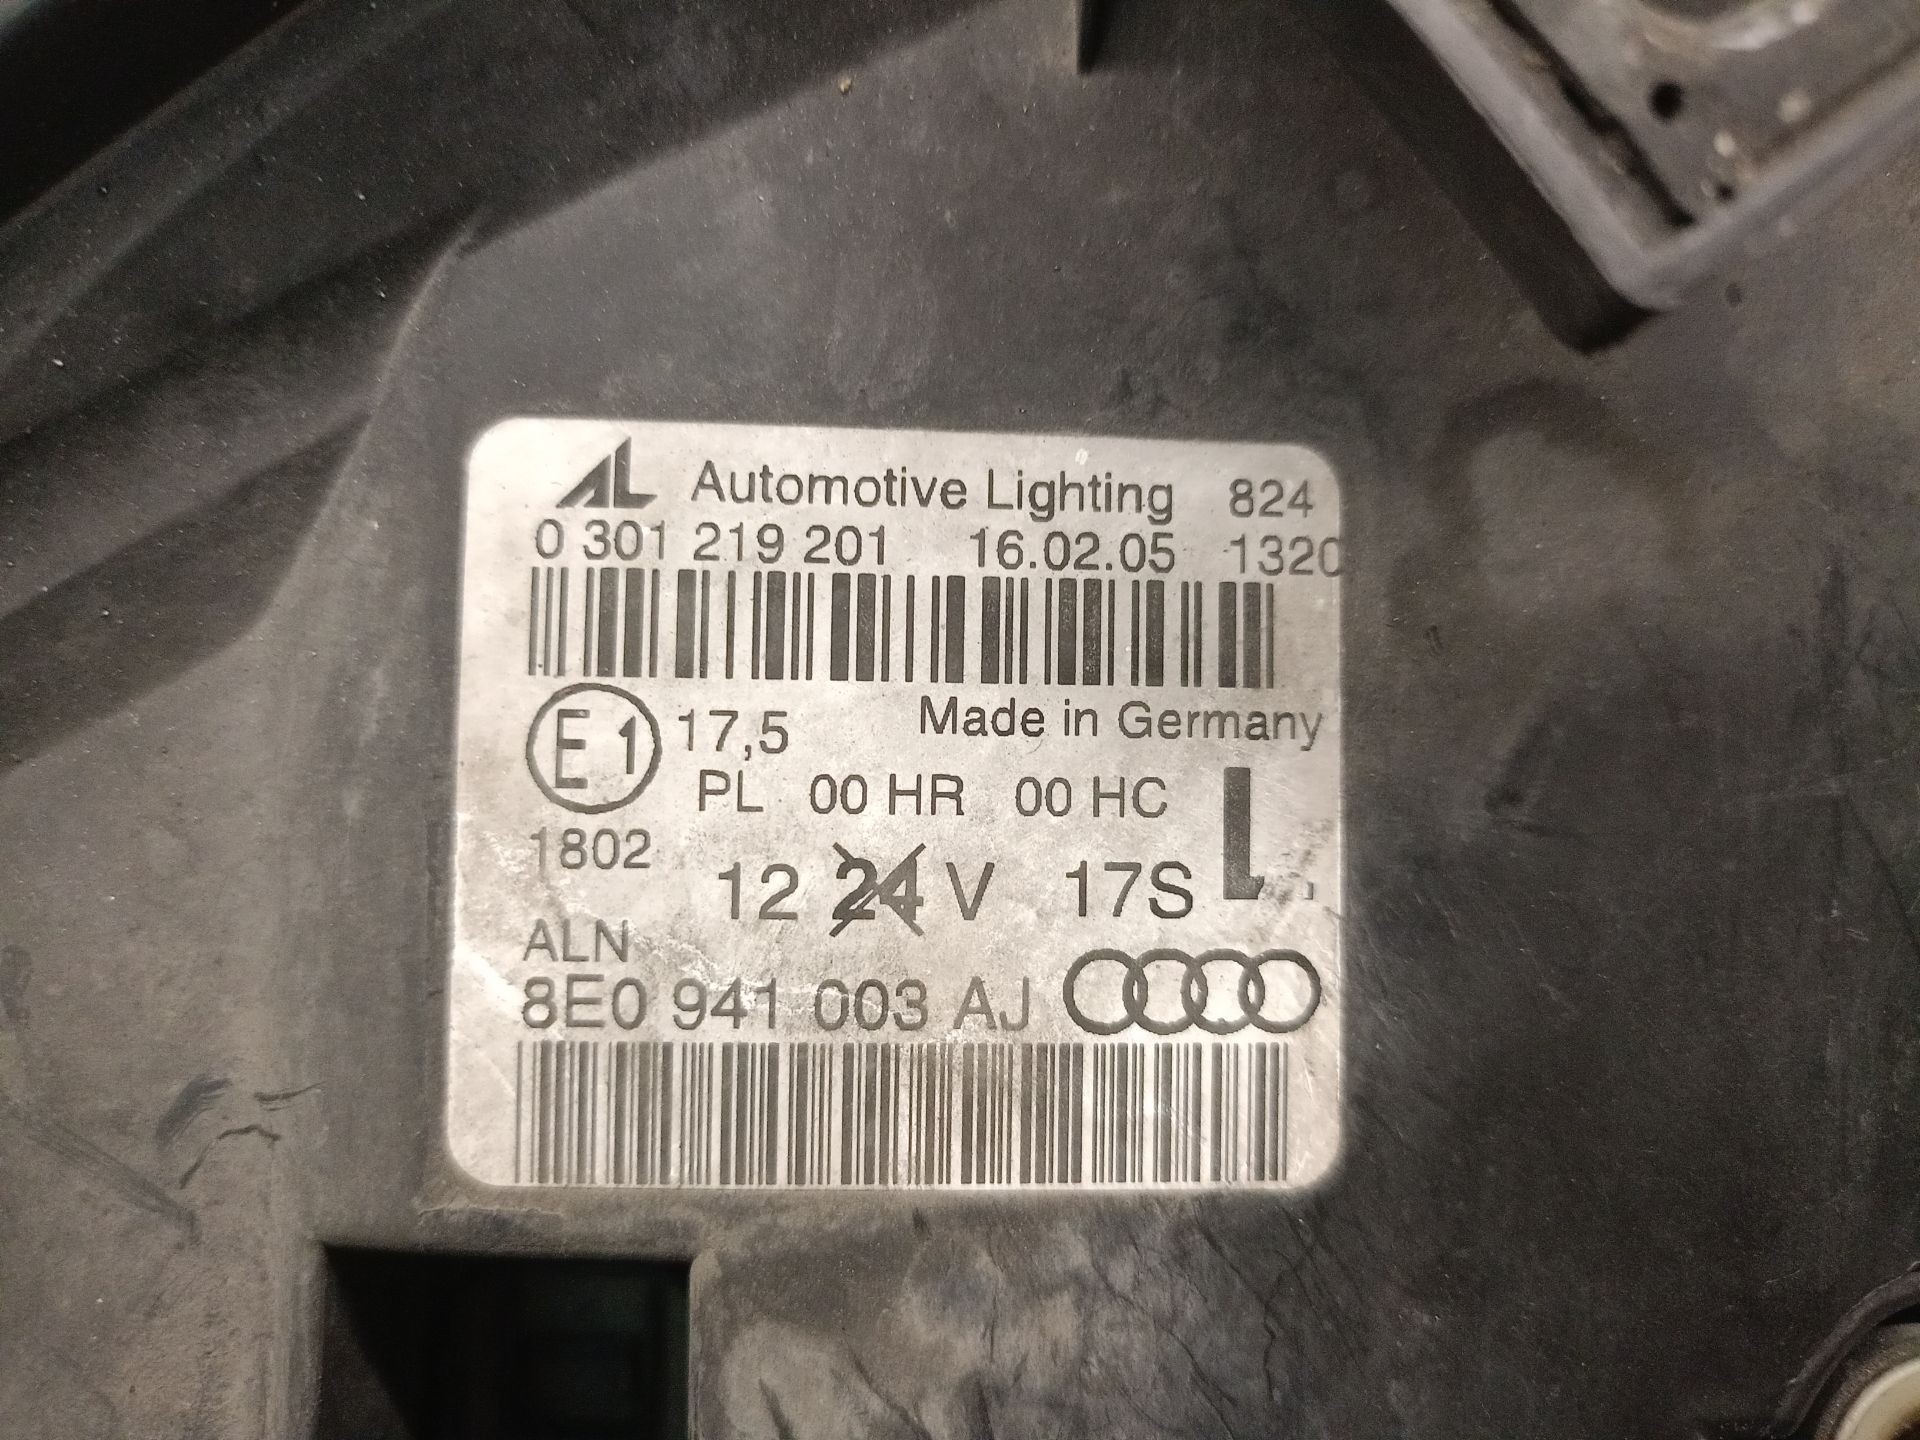 AL Automotive Lighting 824
0 301 219 201 16.02.05 1320
Made in Germany
E1 17,5
PL 00 HR 00 HC L
1802
12 24 V 17S
ALN
8E0 941 003 AJ